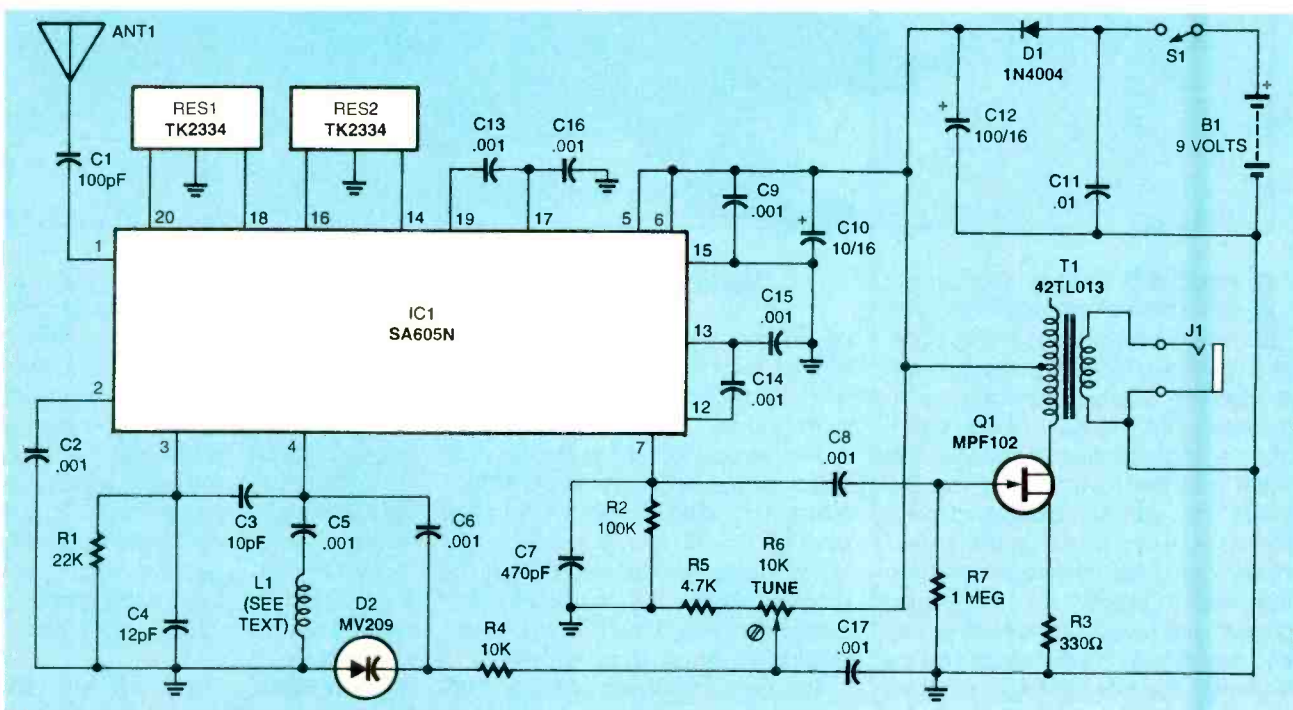 ANT1
C1
100pF
RES1
TK2334
RES2
TK2334
C13
.001
C16
.001
D1
1N4004
S1
+
C12
100/16
C11
.01
+
B1
9 VOLTS
20
18
16
14
19
17
5
6
C9
.001
+
C10
10/16
1
15
IC1
SA605N
13
C15
.001
C14
.001
12
T1
42TL013
J1
2
3
4
7
C2
.001
R1
22K
C3
10pF
C4
12pF
C5
.001
L1
(SEE
TEXT)
C6
.001
D2
MV209
R4
10K
C7
470pF
R2
100K
R5
4.7K
R6
10K
TUNE
C8
.001
C17
.001
Q1
MPF102
R7
1 MEG
R3
330Ω